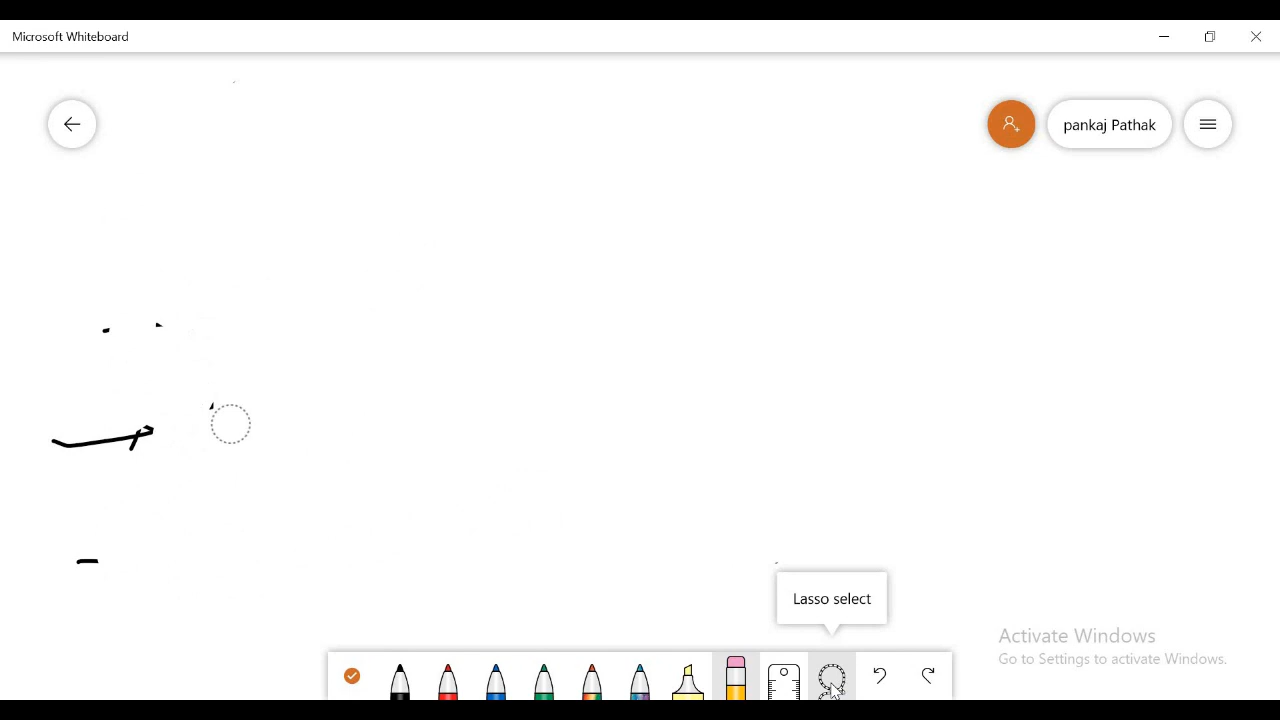 Microsoft Whiteboard
pankaj Pathak
Lasso select
Activate Windows
Go to Settings to activate Windows.